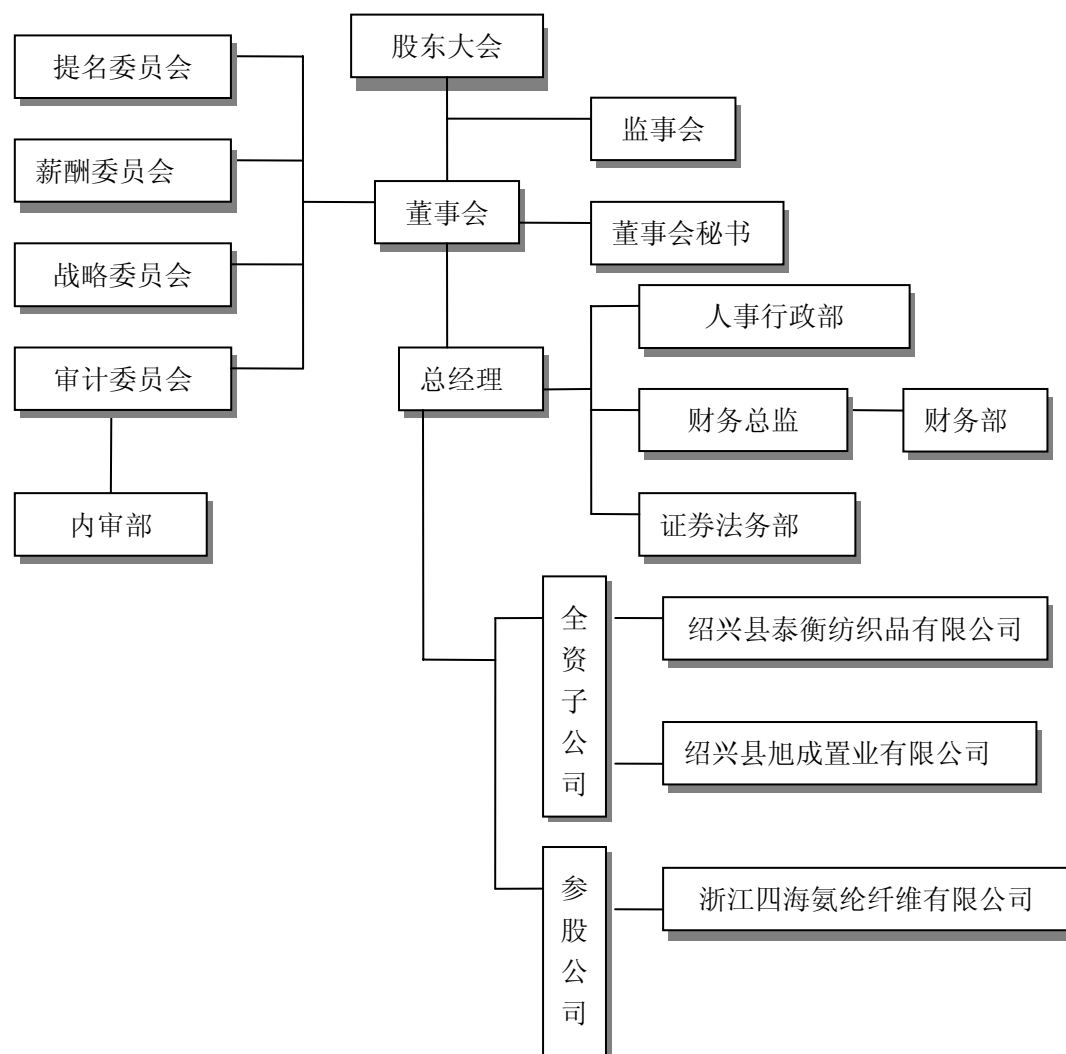 股东大会
提名委员会
监事会
薪酬委员会
董事会
董事会秘书
战略委员会
人事行政部
审计委员会
总经理
财务总监
财务部
内审部
证券法务部
全资子公司
绍兴县泰衡纺织品有限公司
绍兴县旭成置业有限公司
参股公司
浙江四海氨纶纤维有限公司